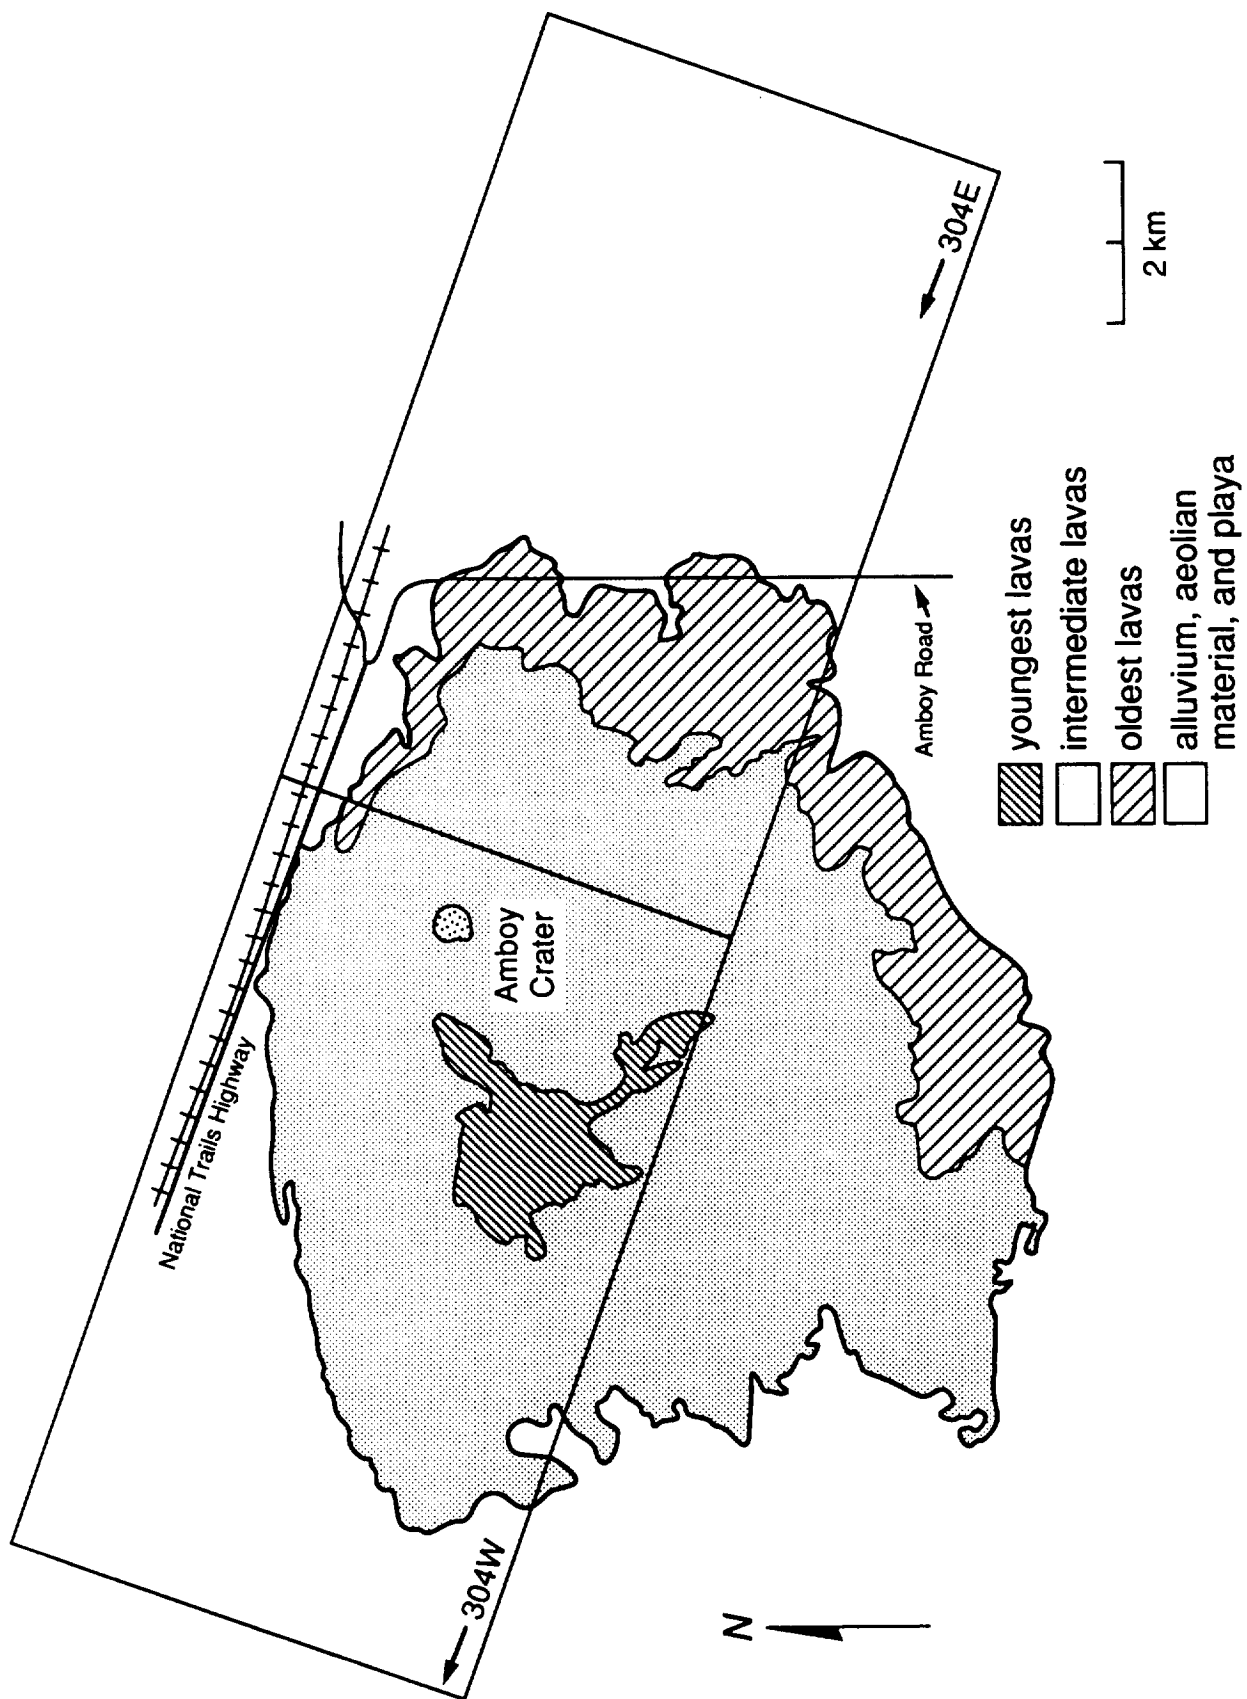 National Trails Highway
Amboy
Crater
304W
304E
Amboy Road
N
2 km
youngest lavas
intermediate lavas
oldest lavas
alluvium, aeolian
material, and playa